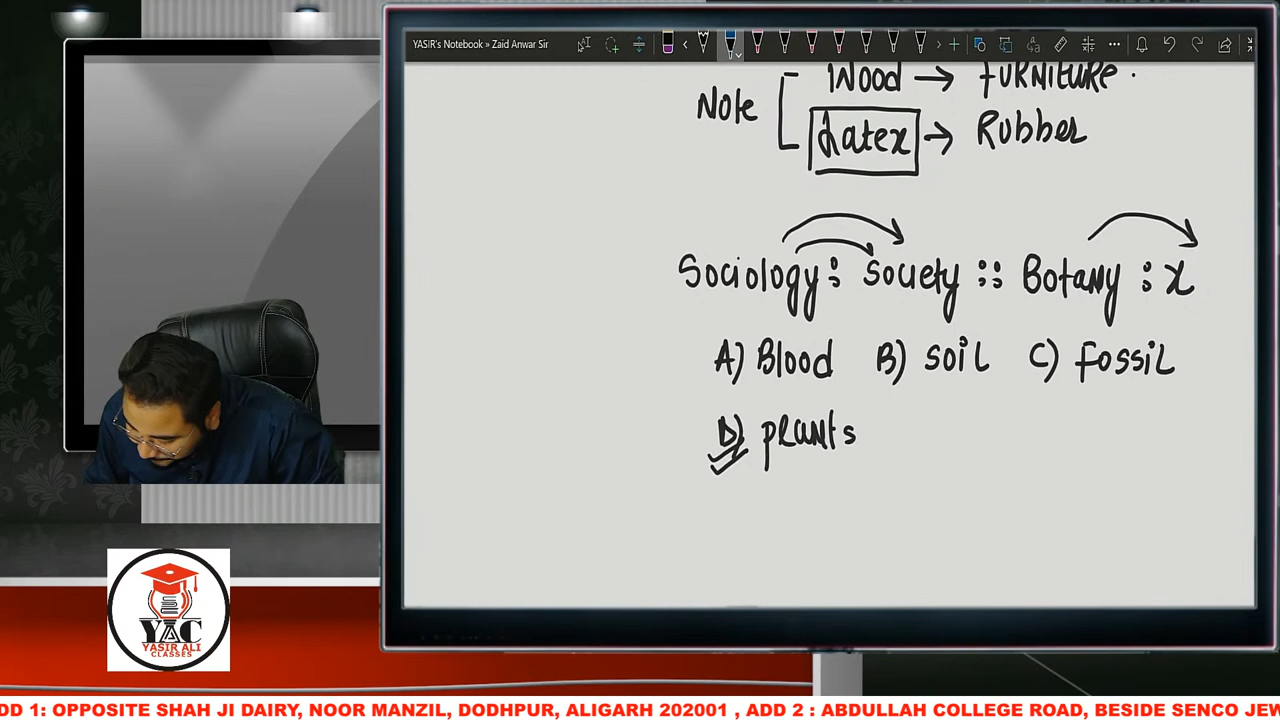 YASIR's Notebook » Zaid Anwar Sir
Note
Wood → FURNITURE.
Latex → Rubber
Sociology : Society :: Botany : x
A) Blood B) Soil C) Fossil
D) plants
YAC
YASIR ALI
CLASSES
DD 1: OPPOSITE SHAH JI DAIRY, NOOR MANZIL, DODHPUR, ALIGARH 202001 , ADD 2 : ABDULLAH COLLEGE ROAD, BESIDE SENCO JEW